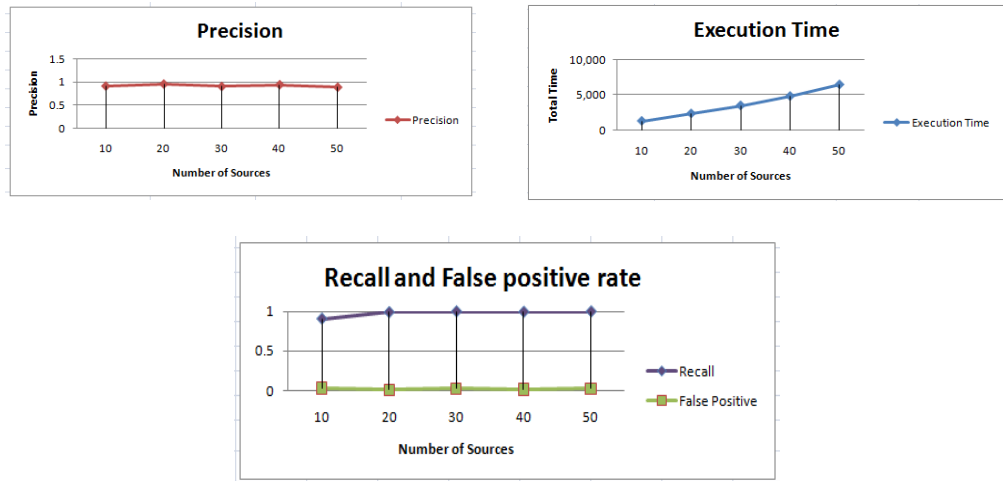 Precision
1.5
1
0.5
0
Precision
10 20 30 40 50
Number of Sources
Precision
Execution Time
10,000
5,000
0
Total Time
10 20 30 40 50
Number of Sources
Execution Time
Recall and False positive rate
1
0.5
0
10 20 30 40 50
Number of Sources
Recall
False Positive